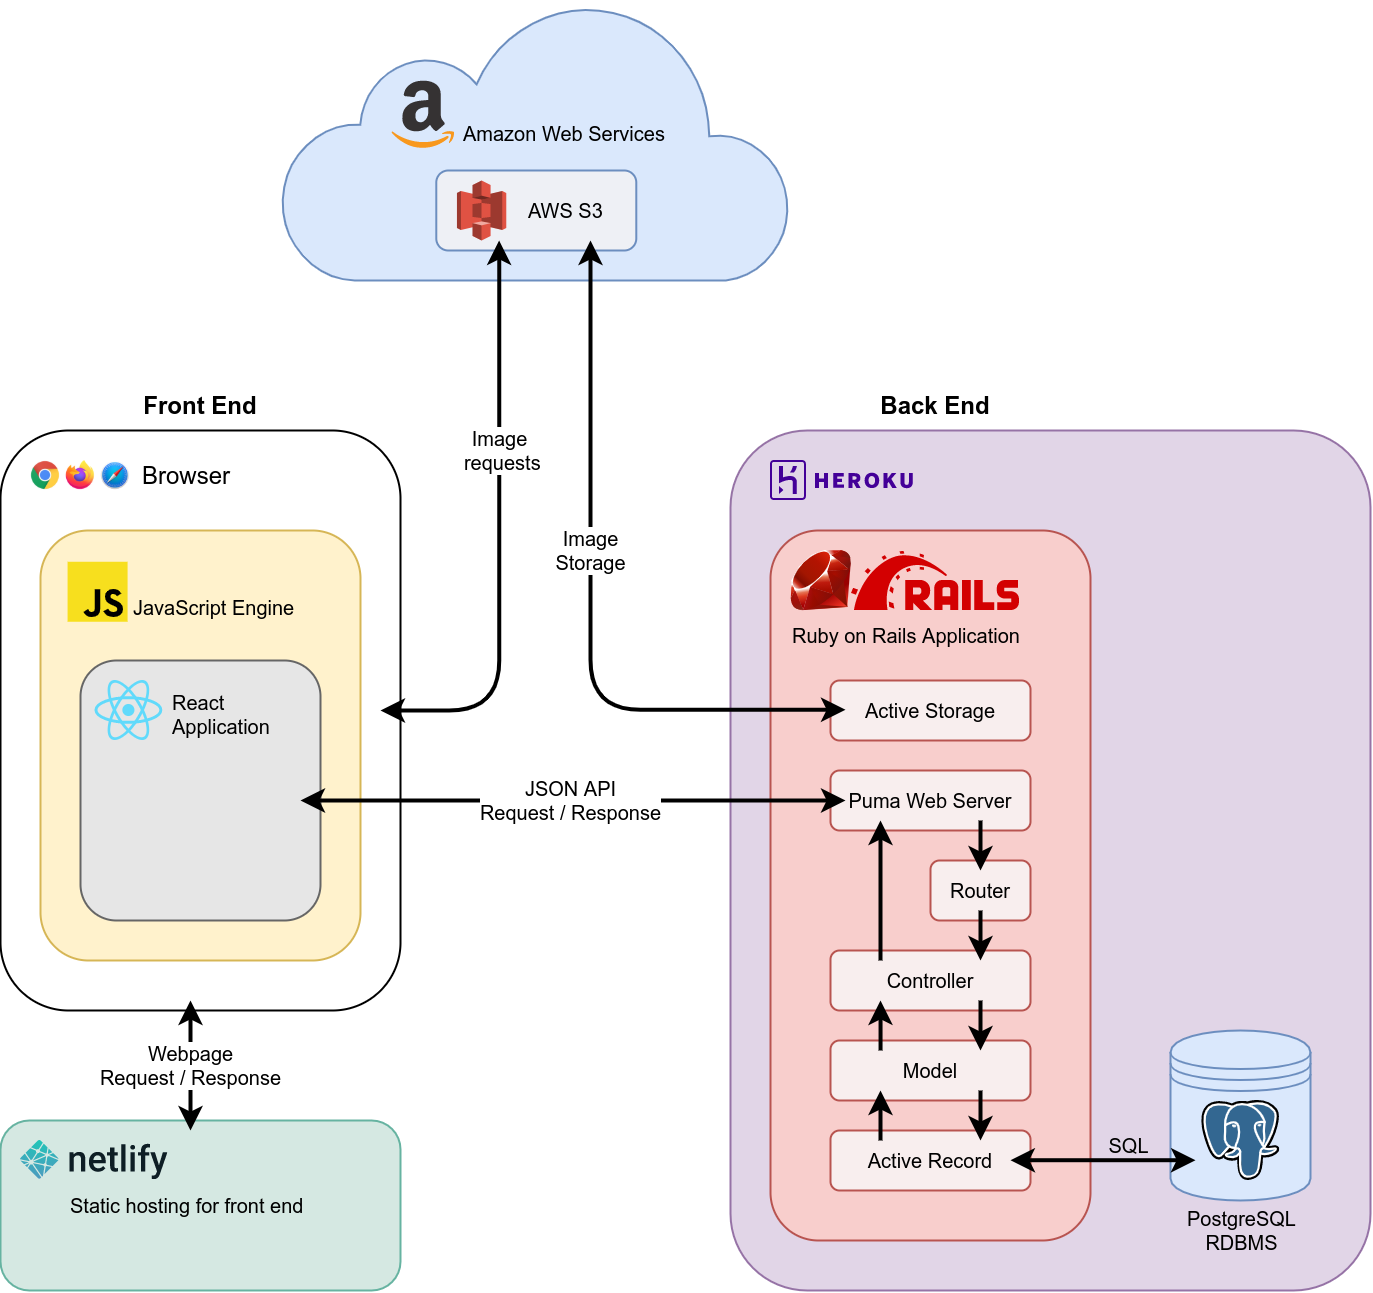 a
Amazon Web Services
AWS S3
Front End
Back End
Image
requests
Browser
HEROKU
Image
Storage
JS
JavaScript Engine
RAILS
Ruby on Rails Application
React
Application
Active Storage
JSON API
Request / Response
Puma Web Server
Router
Controller
Webpage
Request / Response
Model
netlify
Static hosting for front end
Active Record
SQL
PostgreSQL
RDBMS